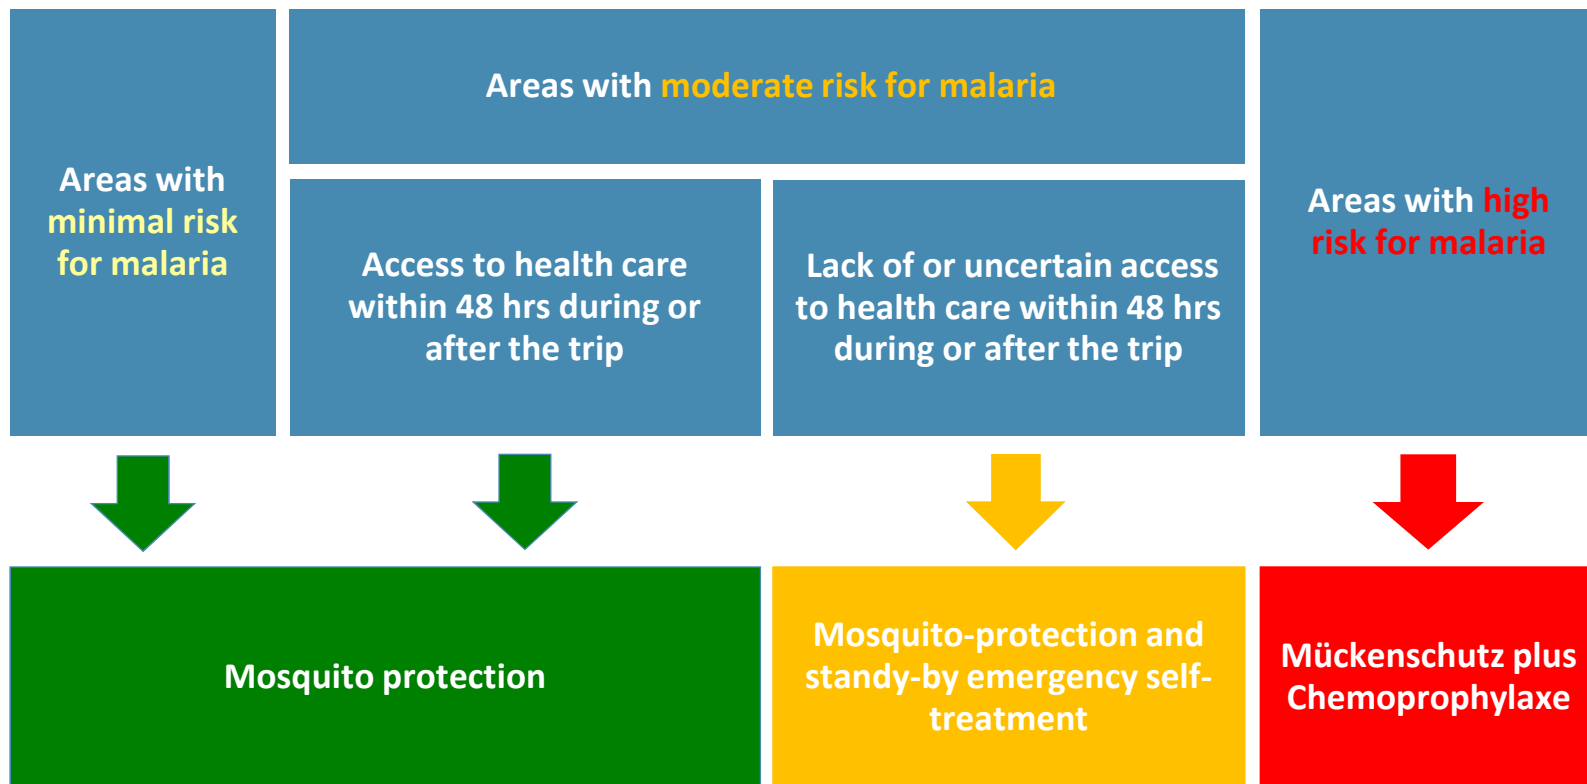 Areas with
minimal risk
for malaria
Areas with moderate risk for malaria
Access to health care
within 48 hrs during or
after the trip
Lack of or uncertain access
to health care within 48 hrs
during or after the trip
Areas with high
risk for malaria
Mosquito protection
Mosquito-protection and
standy-by emergency self-
treatment
Mückenschutz plus
Chemoprophylaxe